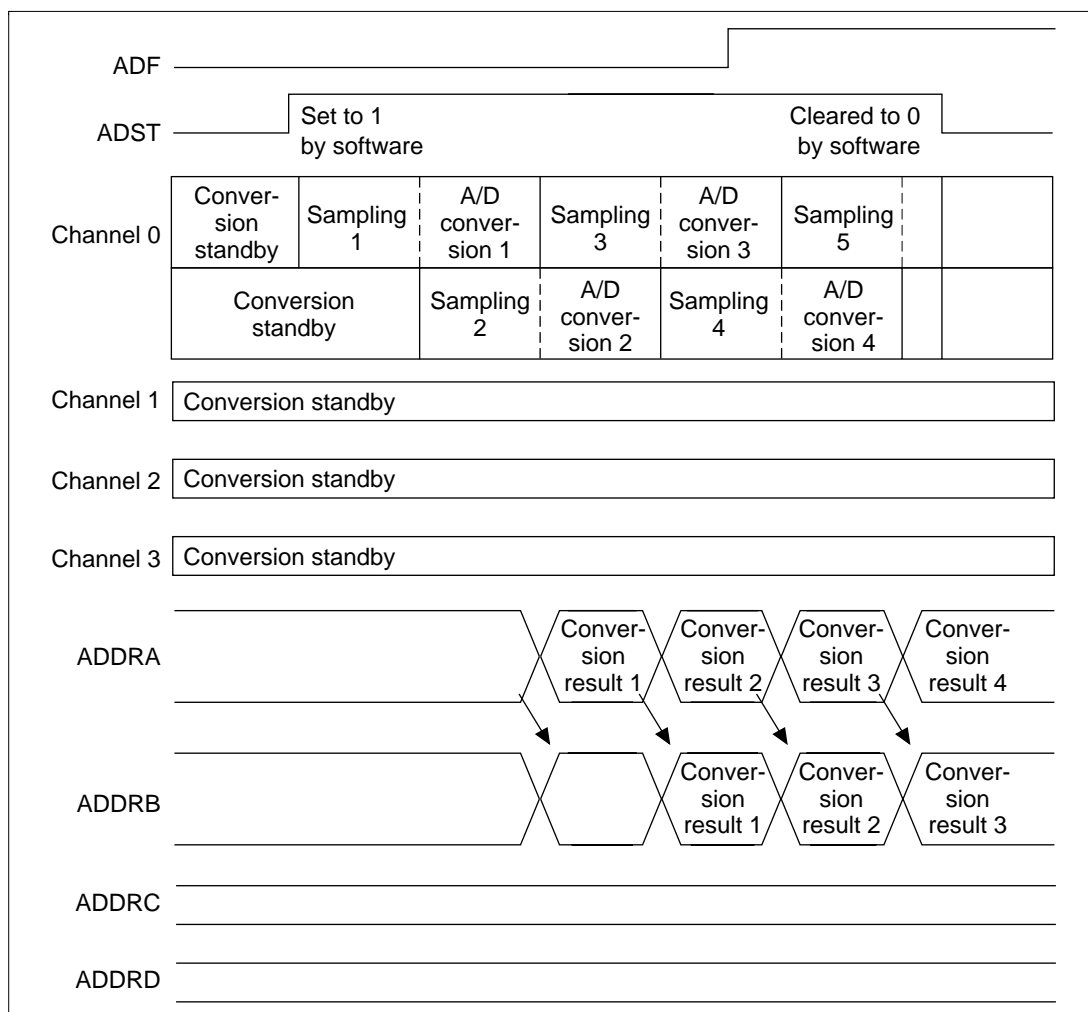 ADF
ADST
Set to 1
by software
Cleared to 0
by software
Channel 0
Conver-
sion
standby
Sampling
1
A/D
conver-
sion 1
Sampling
3
A/D
conver-
sion 3
Sampling
5
Conversion
standby
Sampling
2
A/D
conver-
sion 2
Sampling
4
A/D
conver-
sion 4
Channel 1
Conversion standby
Channel 2
Conversion standby
Channel 3
Conversion standby
ADDRA
Conver-
sion
result 1
Conver-
sion
result 2
Conver-
sion
result 3
Conver-
sion
result 4
ADDRB
Conver-
sion
result 1
Conver-
sion
result 2
Conver-
sion
result 3
ADDRC
ADDRD